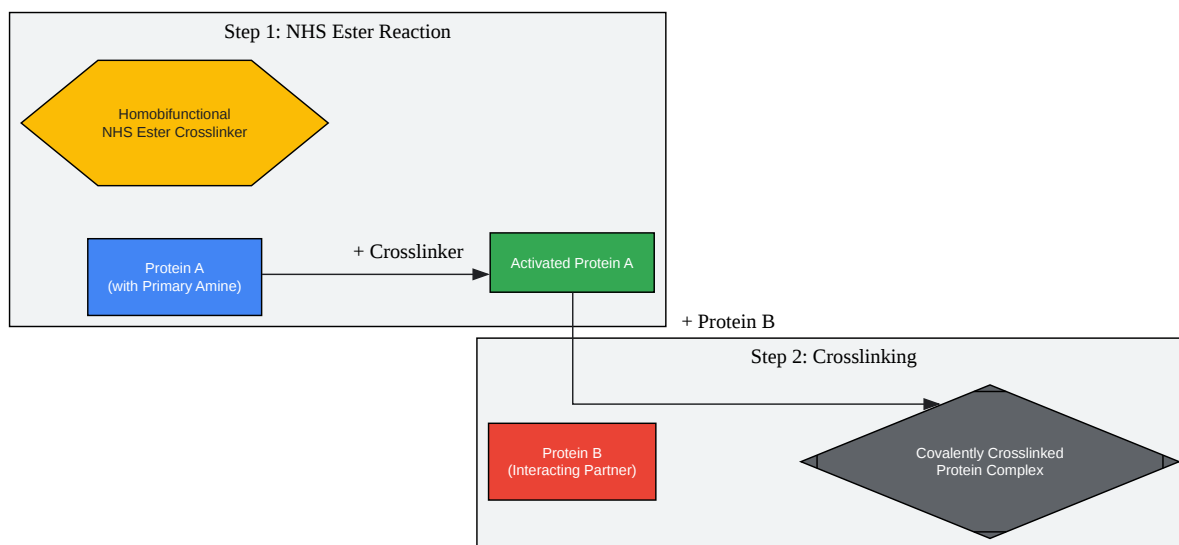 Step 1: NHS Ester Reaction
Homobifunctional
NHS Ester Crosslinker
+ Crosslinker
Protein A
(with Primary Amine)
Activated Protein A
+ Protein B
Step 2: Crosslinking
Protein B
(Interacting Partner)
Covalently Crosslinked
Protein Complex